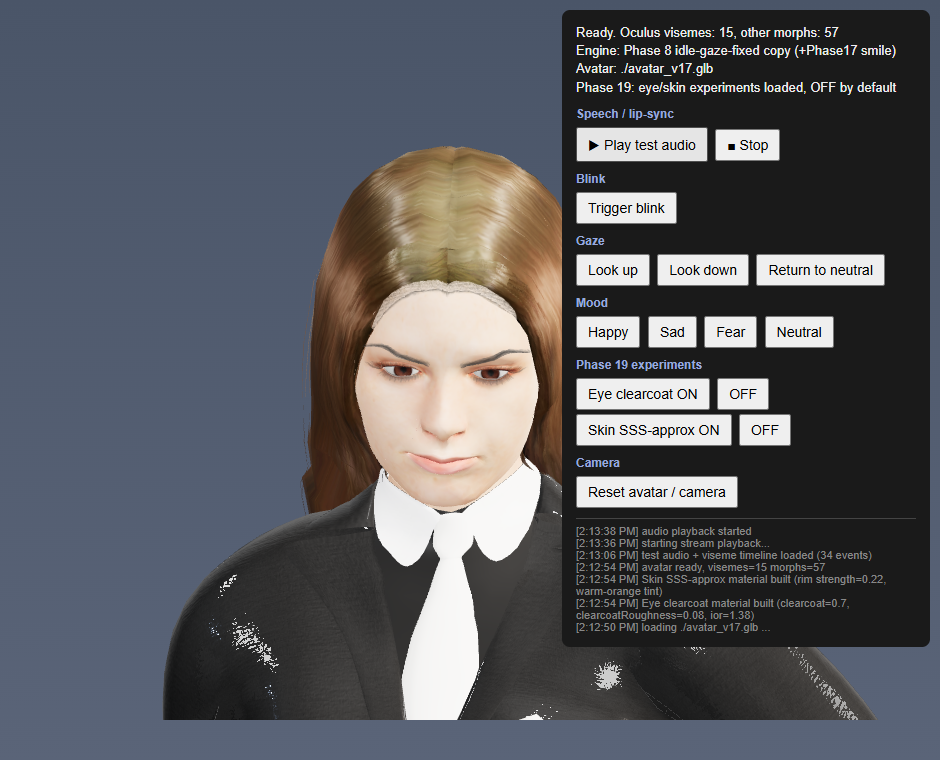 Ready. Oculus visemes: 15, other morphs: 57
Engine: Phase 8 idle-gaze-fixed copy (+Phase17 smile)
Avatar: ./avatar_v17.glb
Phase 19: eye/skin experiments loaded, OFF by default
Speech / lip-sync
▶ Play test audio ■ Stop
Blink
Trigger blink
Gaze
Look up Look down Return to neutral
Mood
Happy Sad Fear Neutral
Phase 19 experiments
Eye clearcoat ON OFF
Skin SSS-approx ON OFF
Camera
Reset avatar / camera
[2:13:38 PM] audio playback started
[2:13:36 PM] starting stream playback...
[2:13:06 PM] test audio + viseme timeline loaded (34 events)
[2:12:54 PM] avatar ready, visemes=15 morphs=57
[2:12:54 PM] Skin SSS-approx material built (rim strength=0.22,
warm-orange tint)
[2:12:54 PM] Eye clearcoat material built (clearcoat=0.7,
clearcoatRoughness=0.08, ior=1.38)
[2:12:50 PM] loading ./avatar_v17.glb ...